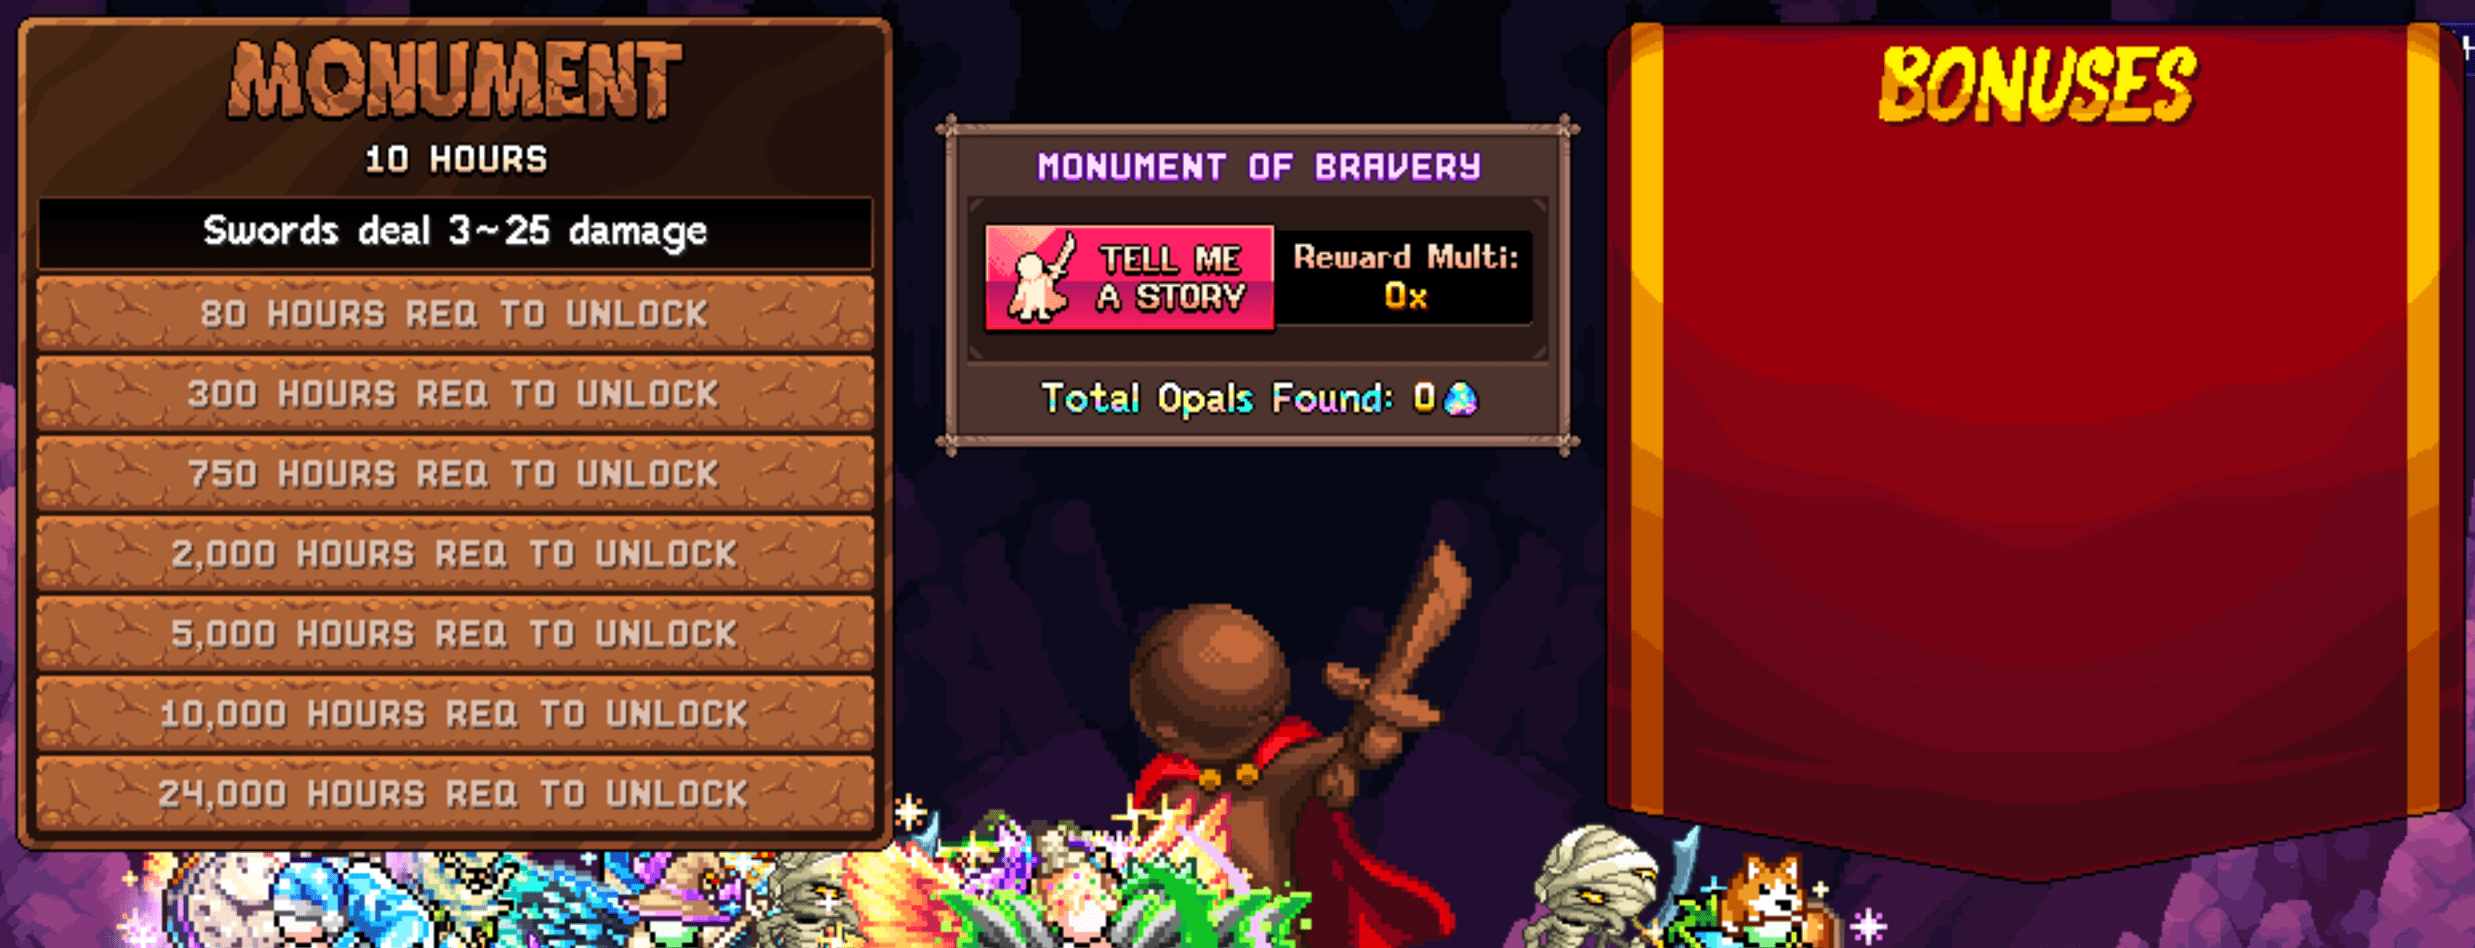 MONUMENT
10 HOURS
Swords deal 3~25 damage
80 HOURS REQ TO UNLOCK
300 HOURS REQ TO UNLOCK
750 HOURS REQ TO UNLOCK
2,000 HOURS REQ TO UNLOCK
5,000 HOURS REQ TO UNLOCK
10,000 HOURS REQ TO UNLOCK
24,000 HOURS REQ TO UNLOCK
MONUMENT OF BRAVERY
TELL ME
A STORY
Reward Multi:
0x
Total Opals Found: 0
BONUSES